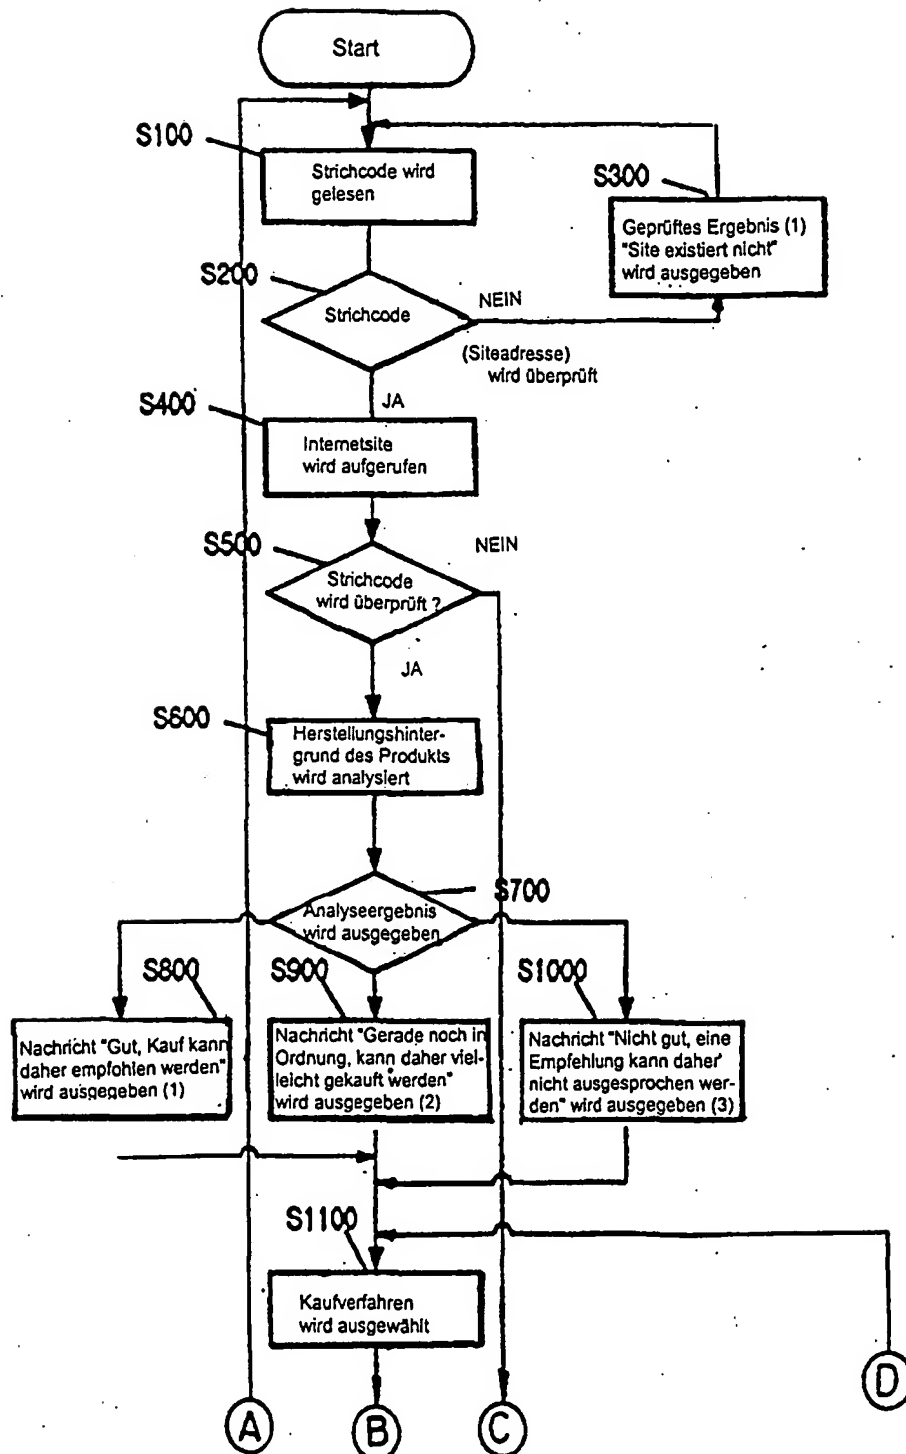 Start
S100
Strichcode wird
gelesen
S300
Geprüftes Ergebnis (1)
"Site existiert nicht"
wird ausgegeben
S200
Strichcode
NEIN
(Siteadresse)
wird überprüft
JA
S400
Internetsite
wird aufgerufen
S500
NEIN
Strichcode
wird überprüft ?
JA
S600
Herstellungshinter-
grund des Produkts
wird analysiert
S700
Analyseergebnis
wird ausgegeben
S800
Nachricht "Gut, Kauf kann
daher empfohlen werden"
wird ausgegeben (1)
S900
Nachricht "Gerade noch in
Ordnung, kann daher viel-
leicht gekauft werden"
wird ausgegeben (2)
S1000
Nachricht "Nicht gut, eine
Empfehlung kann daher
nicht ausgesprochen wer-
den" wird ausgegeben (3)
S1100
Kaufverfahren
wird ausgewählt
A
B
C
D